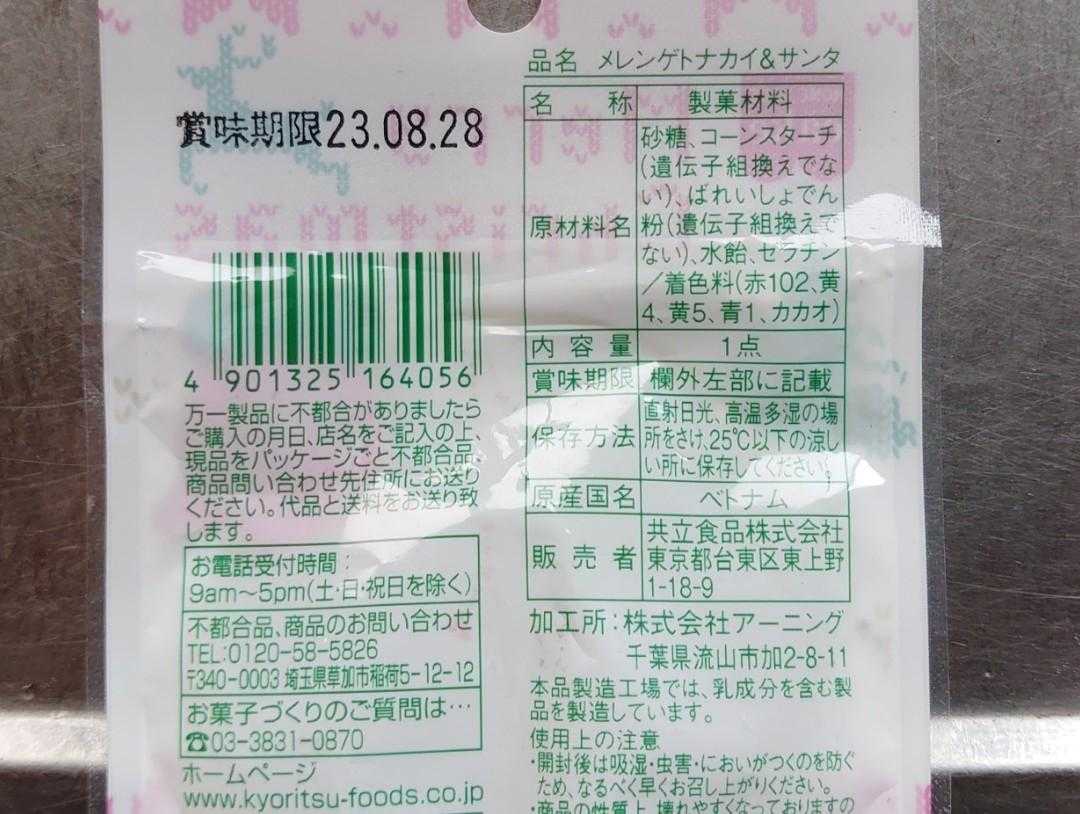 賞味期限23.08.28
4 901325 164056
万一製品に不都合がありましたら
ご購入の月日、店名をご記入の上、
現品をパッケージごと不都合品、
商品問い合わせ先住所にお送り
ください。代品と送料をお送り致
します。
お電話受付時間：
9am～5pm(土・日・祝日を除く)
不都合品、商品のお問い合わせ
TEL:0120-58-5826
〒340-0003 埼玉県草加市稲荷5-12-12
お菓子づくりのご質問は…
☎03-3831-0870
ホームページ
www.kyoritsu-foods.co.jp
品名 メレンゲトナカイ&サンタ
名称 製菓材料
原材料名
砂糖、コーンスターチ
(遺伝子組換えでな
い)、ばれいしょでん
粉(遺伝子組換えで
ない)、水飴、ゼラチン
／着色料(赤102、黄
4、黄5、青1、カカオ)
内容量 1点
賞味期限 欄外左部に記載
保存方法
直射日光、高温多湿の場
所をさけ、25℃以下の涼し
い所に保存してください。
原産国名 ベトナム
販売者
共立食品株式会社
東京都台東区東上野
1-18-9
加工所：株式会社アーニング
千葉県流山市加2-8-11
本品製造工場では、乳成分を含む製
品を製造しています。
使用上の注意
・開封後は吸湿・虫害・においがつくのを防ぐ
ため、なるべく早くお召し上がりください。
・商品の性質上、壊れやすくなっておりますの